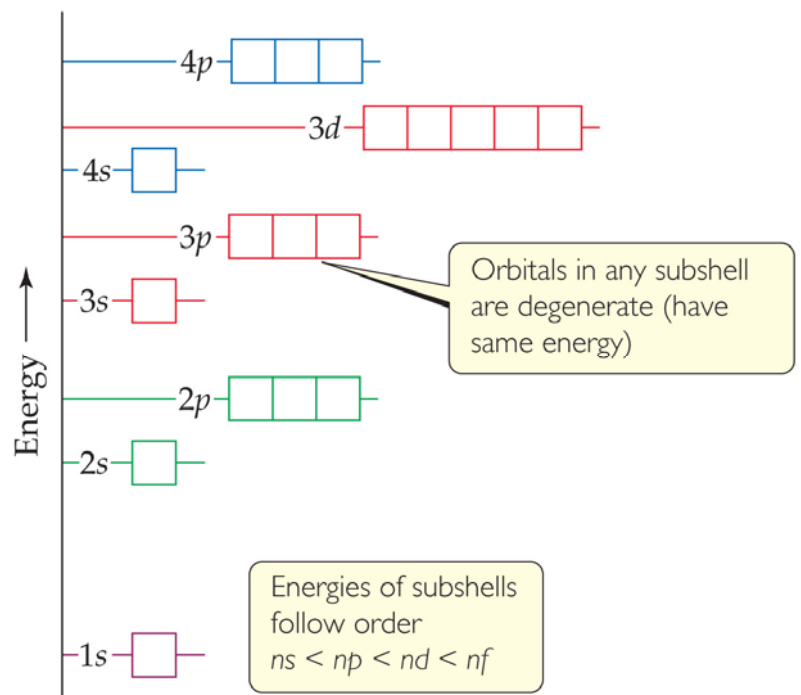 4p
3d
4s
3p
Orbitals in any subshell
are degenerate (have
same energy)
3s
Energy
2p
2s
Energies of subshells
follow order
ns < np < nd < nf
1s